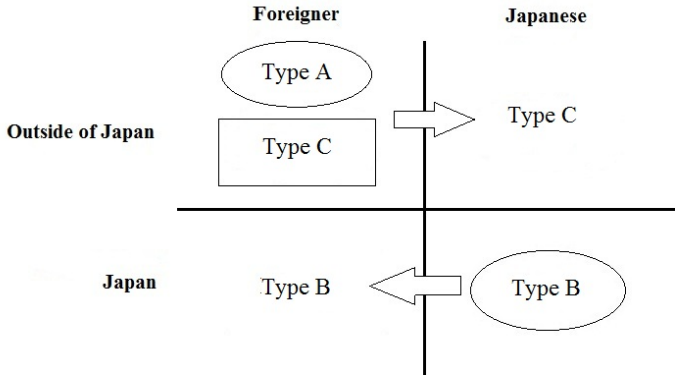 Foreigner
Japanese
Type A
Type C
Outside of Japan
Type C
Japan
Type B
Type B